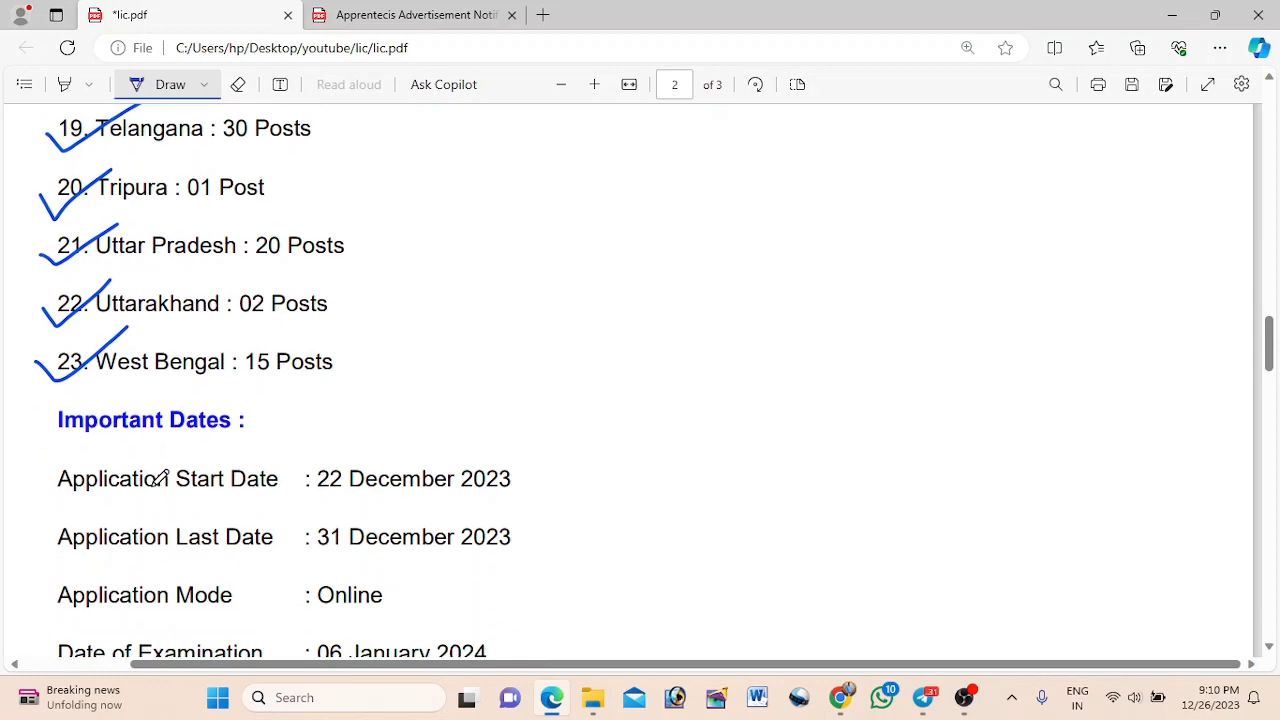 *lic.pdf
Apprentecis Advertisement Notif
File
C:/Users/hp/Desktop/youtube/lic/lic.pdf
Draw
Read aloud
Ask Copilot
2
of 3
19. Telangana : 30 Posts
20. Tripura : 01 Post
21. Uttar Pradesh : 20 Posts
22. Uttarakhand : 02 Posts
23. West Bengal : 15 Posts
Important Dates :
Application Start Date : 22 December 2023
Application Last Date : 31 December 2023
Application Mode : Online
Date of Examination : 06 January 2024
Breaking news
Unfolding now
Search
10
31
ENG
IN
9:10 PM
12/26/2023